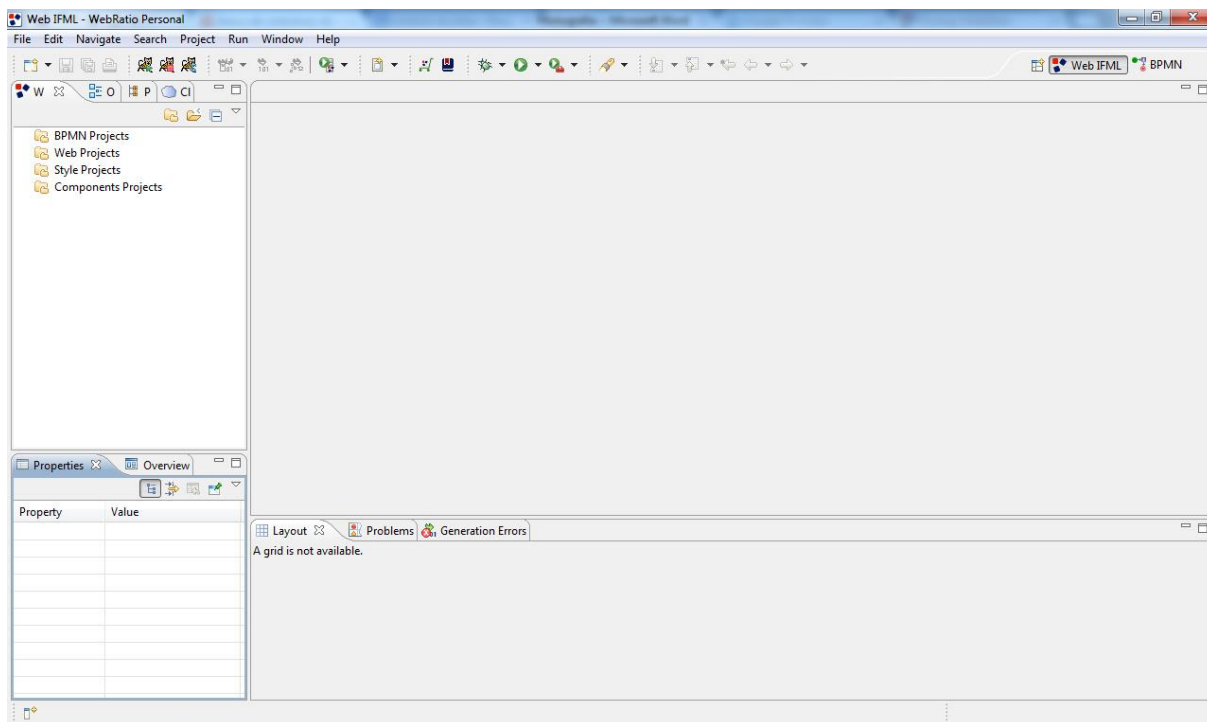 Web IFML - WebRatio Personal
File Edit Navigate Search Project Run Window Help
Web IFML BPMN
W O P Cl
BPMN Projects
Web Projects
Style Projects
Components Projects
Properties Overview
Property Value
Layout Problems Generation Errors
A grid is not available.